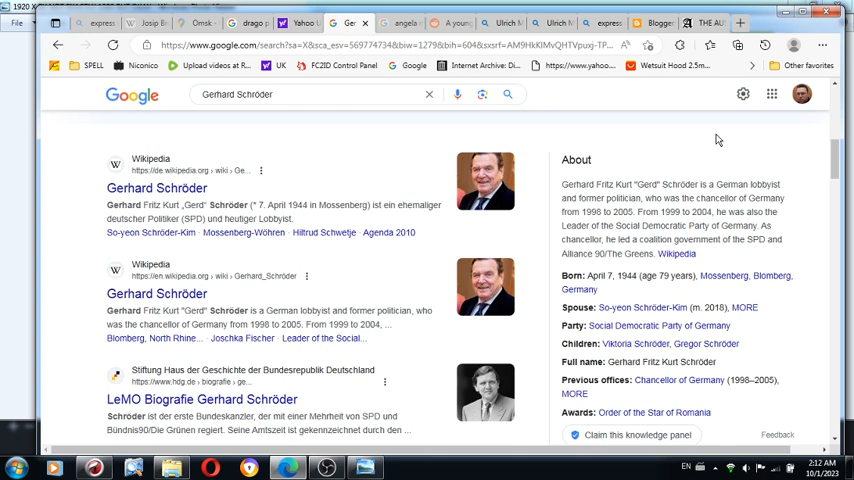 1920 X
File
express
Josip Br
Omsk -
drago p
Yahoo U
Ger
angela
A young
Ulrich M
Ulrich M
express
Blogger
THE AUS
https://www.google.com/search?sa=X&sca_esv=569774734&biw=1279&bih=604&sxsrf=AM9HkKlMvQHTVpuxj-TP...
SPELL
Niconico
Upload videos at R...
UK
FC2ID Control Panel
Google
Internet Archive: Di...
https://www.yahoo....
Wetsuit Hood 2.5m...
Other favorites
Google
Gerhard Schröder
Wikipedia
https://de.wikipedia.org › wiki › Ge...
Gerhard Schröder
Gerhard Fritz Kurt „Gerd“ Schröder (* 7. April 1944 in Mossenberg) ist ein ehemaliger
deutscher Politiker (SPD) und heutiger Lobbyist.
So-yeon Schröder-Kim · Mossenberg-Wöhren · Hiltrud Schwetje · Agenda 2010
Wikipedia
https://en.wikipedia.org › wiki › Gerhard_Schröder
Gerhard Schröder
Gerhard Fritz Kurt "Gerd" Schröder is a German lobbyist and former politician, who
was the chancellor of Germany from 1998 to 2005. From 1999 to 2004, ...
Blomberg, North Rhine... · Joschka Fischer · Leader of the Social...
Stiftung Haus der Geschichte der Bundesrepublik Deutschland
https://www.hdg.de › biografie › ge...
LeMO Biografie Gerhard Schröder
Schröder ist der erste Bundeskanzler, der mit einer Mehrheit von SPD und
Bündnis90/Die Grünen regiert. Seine Amtszeit ist gekennzeichnet durch den ...
About
Gerhard Fritz Kurt "Gerd" Schröder is a German lobbyist
and former politician, who was the chancellor of Germany
from 1998 to 2005. From 1999 to 2004, he was also the
Leader of the Social Democratic Party of Germany. As
chancellor, he led a coalition government of the SPD and
Alliance 90/The Greens. Wikipedia
Born: April 7, 1944 (age 79 years), Mossenberg, Blomberg,
Germany
Spouse: So-yeon Schröder-Kim (m. 2018), MORE
Party: Social Democratic Party of Germany
Children: Viktoria Schröder, Gregor Schröder
Full name: Gerhard Fritz Kurt Schröder
Previous offices: Chancellor of Germany (1998–2005),
MORE
Awards: Order of the Star of Romania
Claim this knowledge panel
Feedback
EN
2:12 AM
10/1/2023